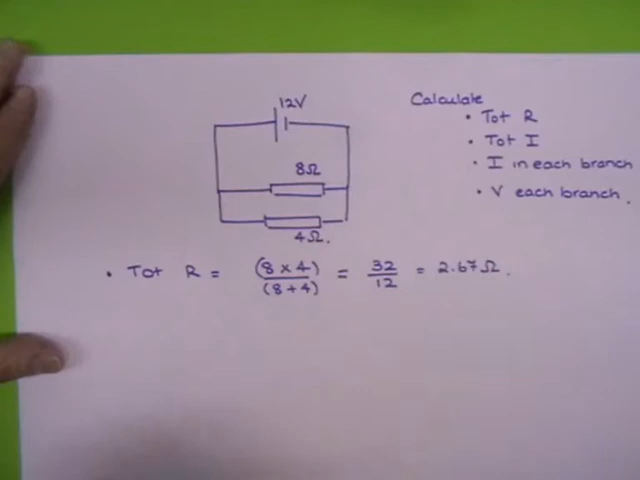 12V
8Ω
4Ω.
Calculate
• Tot R
• Tot I
• I in each branch
• V each branch.
• Tot R = (8 x 4) / (8 + 4) = 32 / 12 = 2.67Ω.